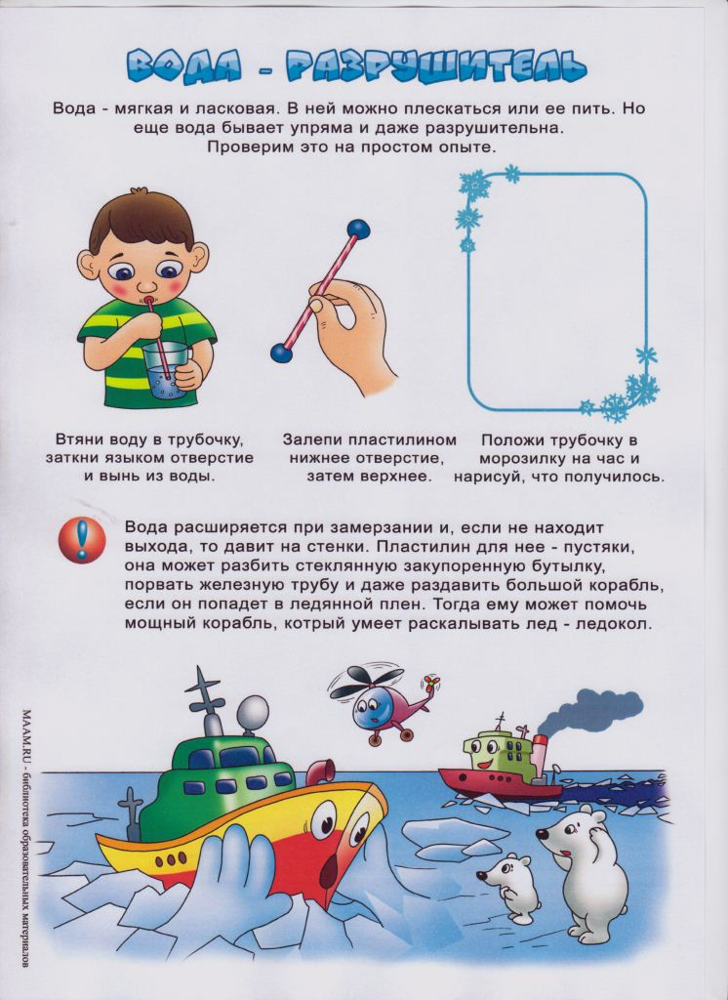 ВОДА - РАЗРУШИТЕЛЬ
Вода - мягкая и ласковая. В ней можно плескаться или ее пить. Но
еще вода бывает упряма и даже разрушительна.
Проверим это на простом опыте.
Втяни воду в трубочку,
заткни языком отверстие
и вынь из воды.
Залепи пластилином
нижнее отверстие,
затем верхнее.
Положи трубочку в
морозилку на час и
нарисуй, что получилось.
!
Вода расширяется при замерзании и, если не находит
выхода, то давит на стенки. Пластилин для нее - пустяки,
она может разбить стеклянную закупоренную бутылку,
порвать железную трубу и даже раздавить большой корабль,
если он попадет в ледянной плен. Тогда ему может помочь
мощный корабль, котрый умеет раскалывать лед - ледокол.
MAAM.RU - библиотека образовательных материалов